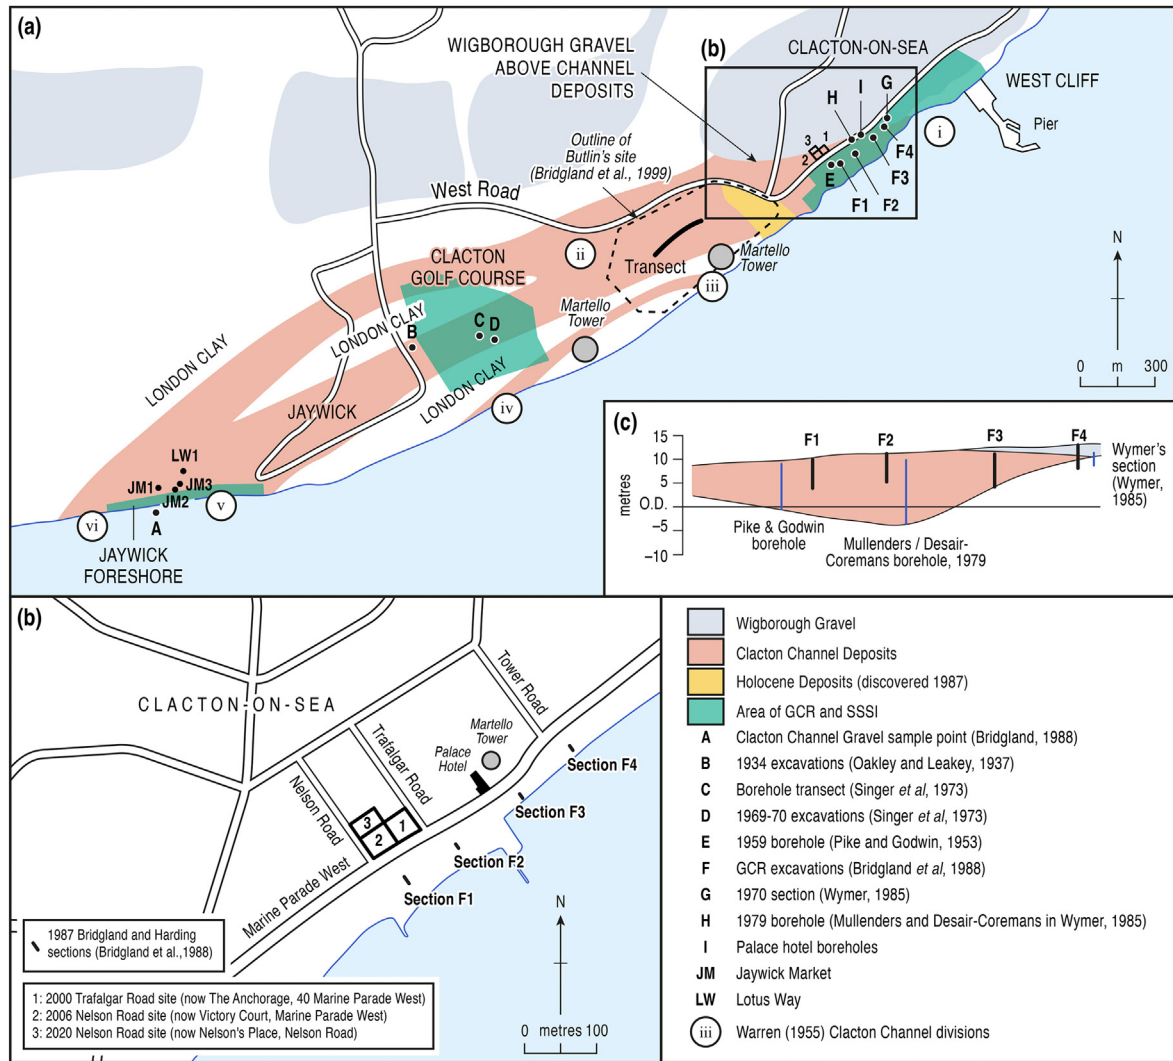 (a)
WIGBOROUGH GRAVEL
ABOVE CHANNEL
DEPOSITS
(b)
CLACTON-ON-SEA
WEST CLIFF
Pier
H
I
G
i
3
1
2
E
F1
F2
F3
F4
Outline of
Butlin's site
(Bridgland et al., 1999)
West Road
ii
Transect
Martello
Tower
iii
CLACTON
GOLF COURSE
LONDON CLAY
LONDON CLAY
B
C
D
Martello
Tower
LONDON CLAY
iv
JAYWICK
LW1
JM1
JM3
JM2
v
vi
A
JAYWICK
FORESHORE
N
0 m 300
(c)
15
10
5
O.D.
−5
−10
metres
F1
F2
F3
F4
Wymer's
section
(Wymer,
1985)
Pike & Godwin
borehole
Mullenders / Desair-
Coremans borehole, 1979
(b)
CLACTON-ON-SEA
Tower Road
Trafalgar Road
Martello
Tower
Palace
Hotel
Nelson Road
3
1
2
Marine Parade West
Section F4
Section F3
Section F2
Section F1
N
0 metres 100
1987 Bridgland and Harding
sections (Bridgland et al.,1988)
1: 2000 Trafalgar Road site (now The Anchorage, 40 Marine Parade West)
2: 2006 Nelson Road site (now Victory Court, Marine Parade West)
3: 2020 Nelson Road site (now Nelson's Place, Nelson Road)
Wigborough Gravel
Clacton Channel Deposits
Holocene Deposits (discovered 1987)
Area of GCR and SSSI
A Clacton Channel Gravel sample point (Bridgland, 1988)
B 1934 excavations (Oakley and Leakey, 1937)
C Borehole transect (Singer et al, 1973)
D 1969-70 excavations (Singer et al, 1973)
E 1959 borehole (Pike and Godwin, 1953)
F GCR excavations (Bridgland et al, 1988)
G 1970 section (Wymer, 1985)
H 1979 borehole (Mullenders and Desair-Coremans in Wymer, 1985)
I Palace hotel boreholes
JM Jaywick Market
LW Lotus Way
iii Warren (1955) Clacton Channel divisions